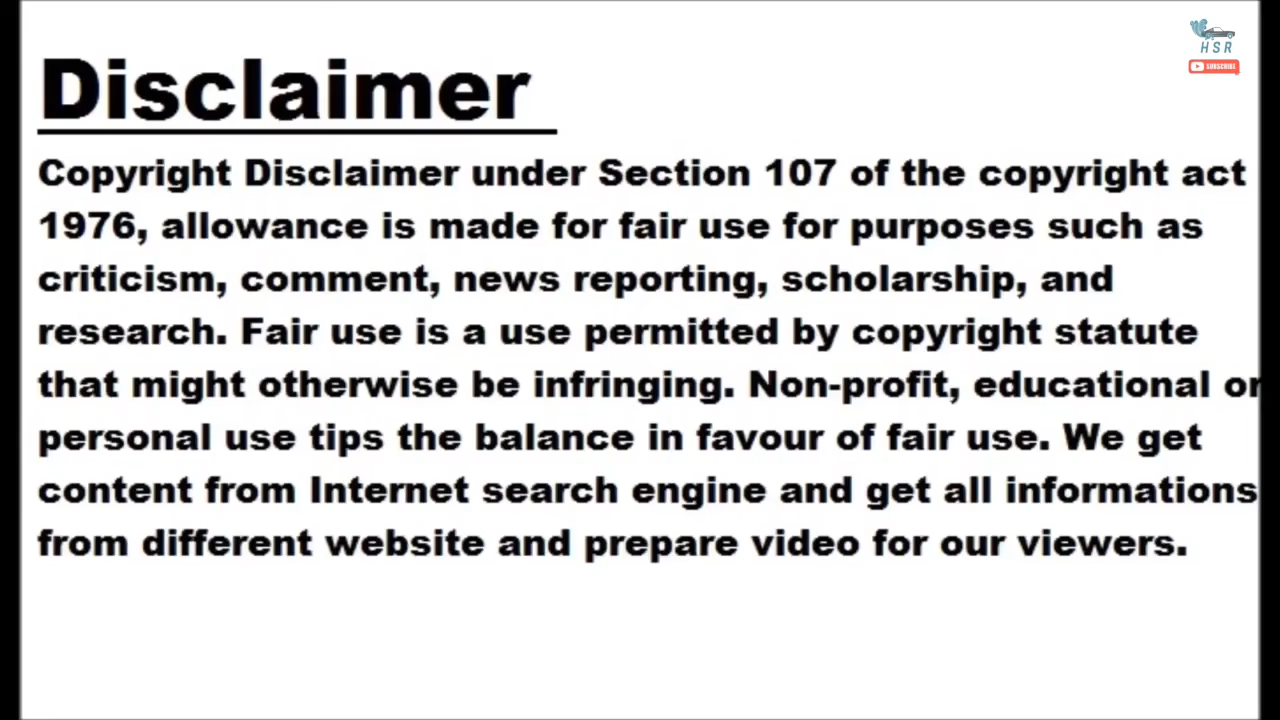 HSR
SUBSCRIBE
Disclaimer
Copyright Disclaimer under Section 107 of the copyright act
1976, allowance is made for fair use for purposes such as
criticism, comment, news reporting, scholarship, and
research. Fair use is a use permitted by copyright statute
that might otherwise be infringing. Non-profit, educational or
personal use tips the balance in favour of fair use. We get
content from Internet search engine and get all informations
from different website and prepare video for our viewers.